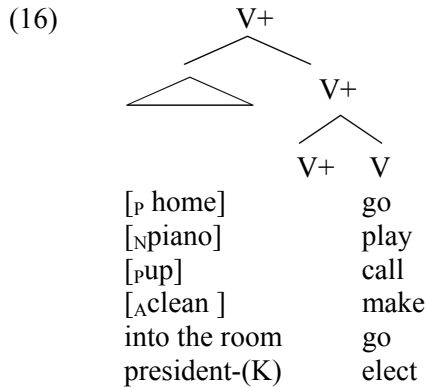 (16) V+
V+
V+ V
[P home] go
[Npiano] play
[Pup] call
[Aclean ] make
into the room go
president-(K) elect